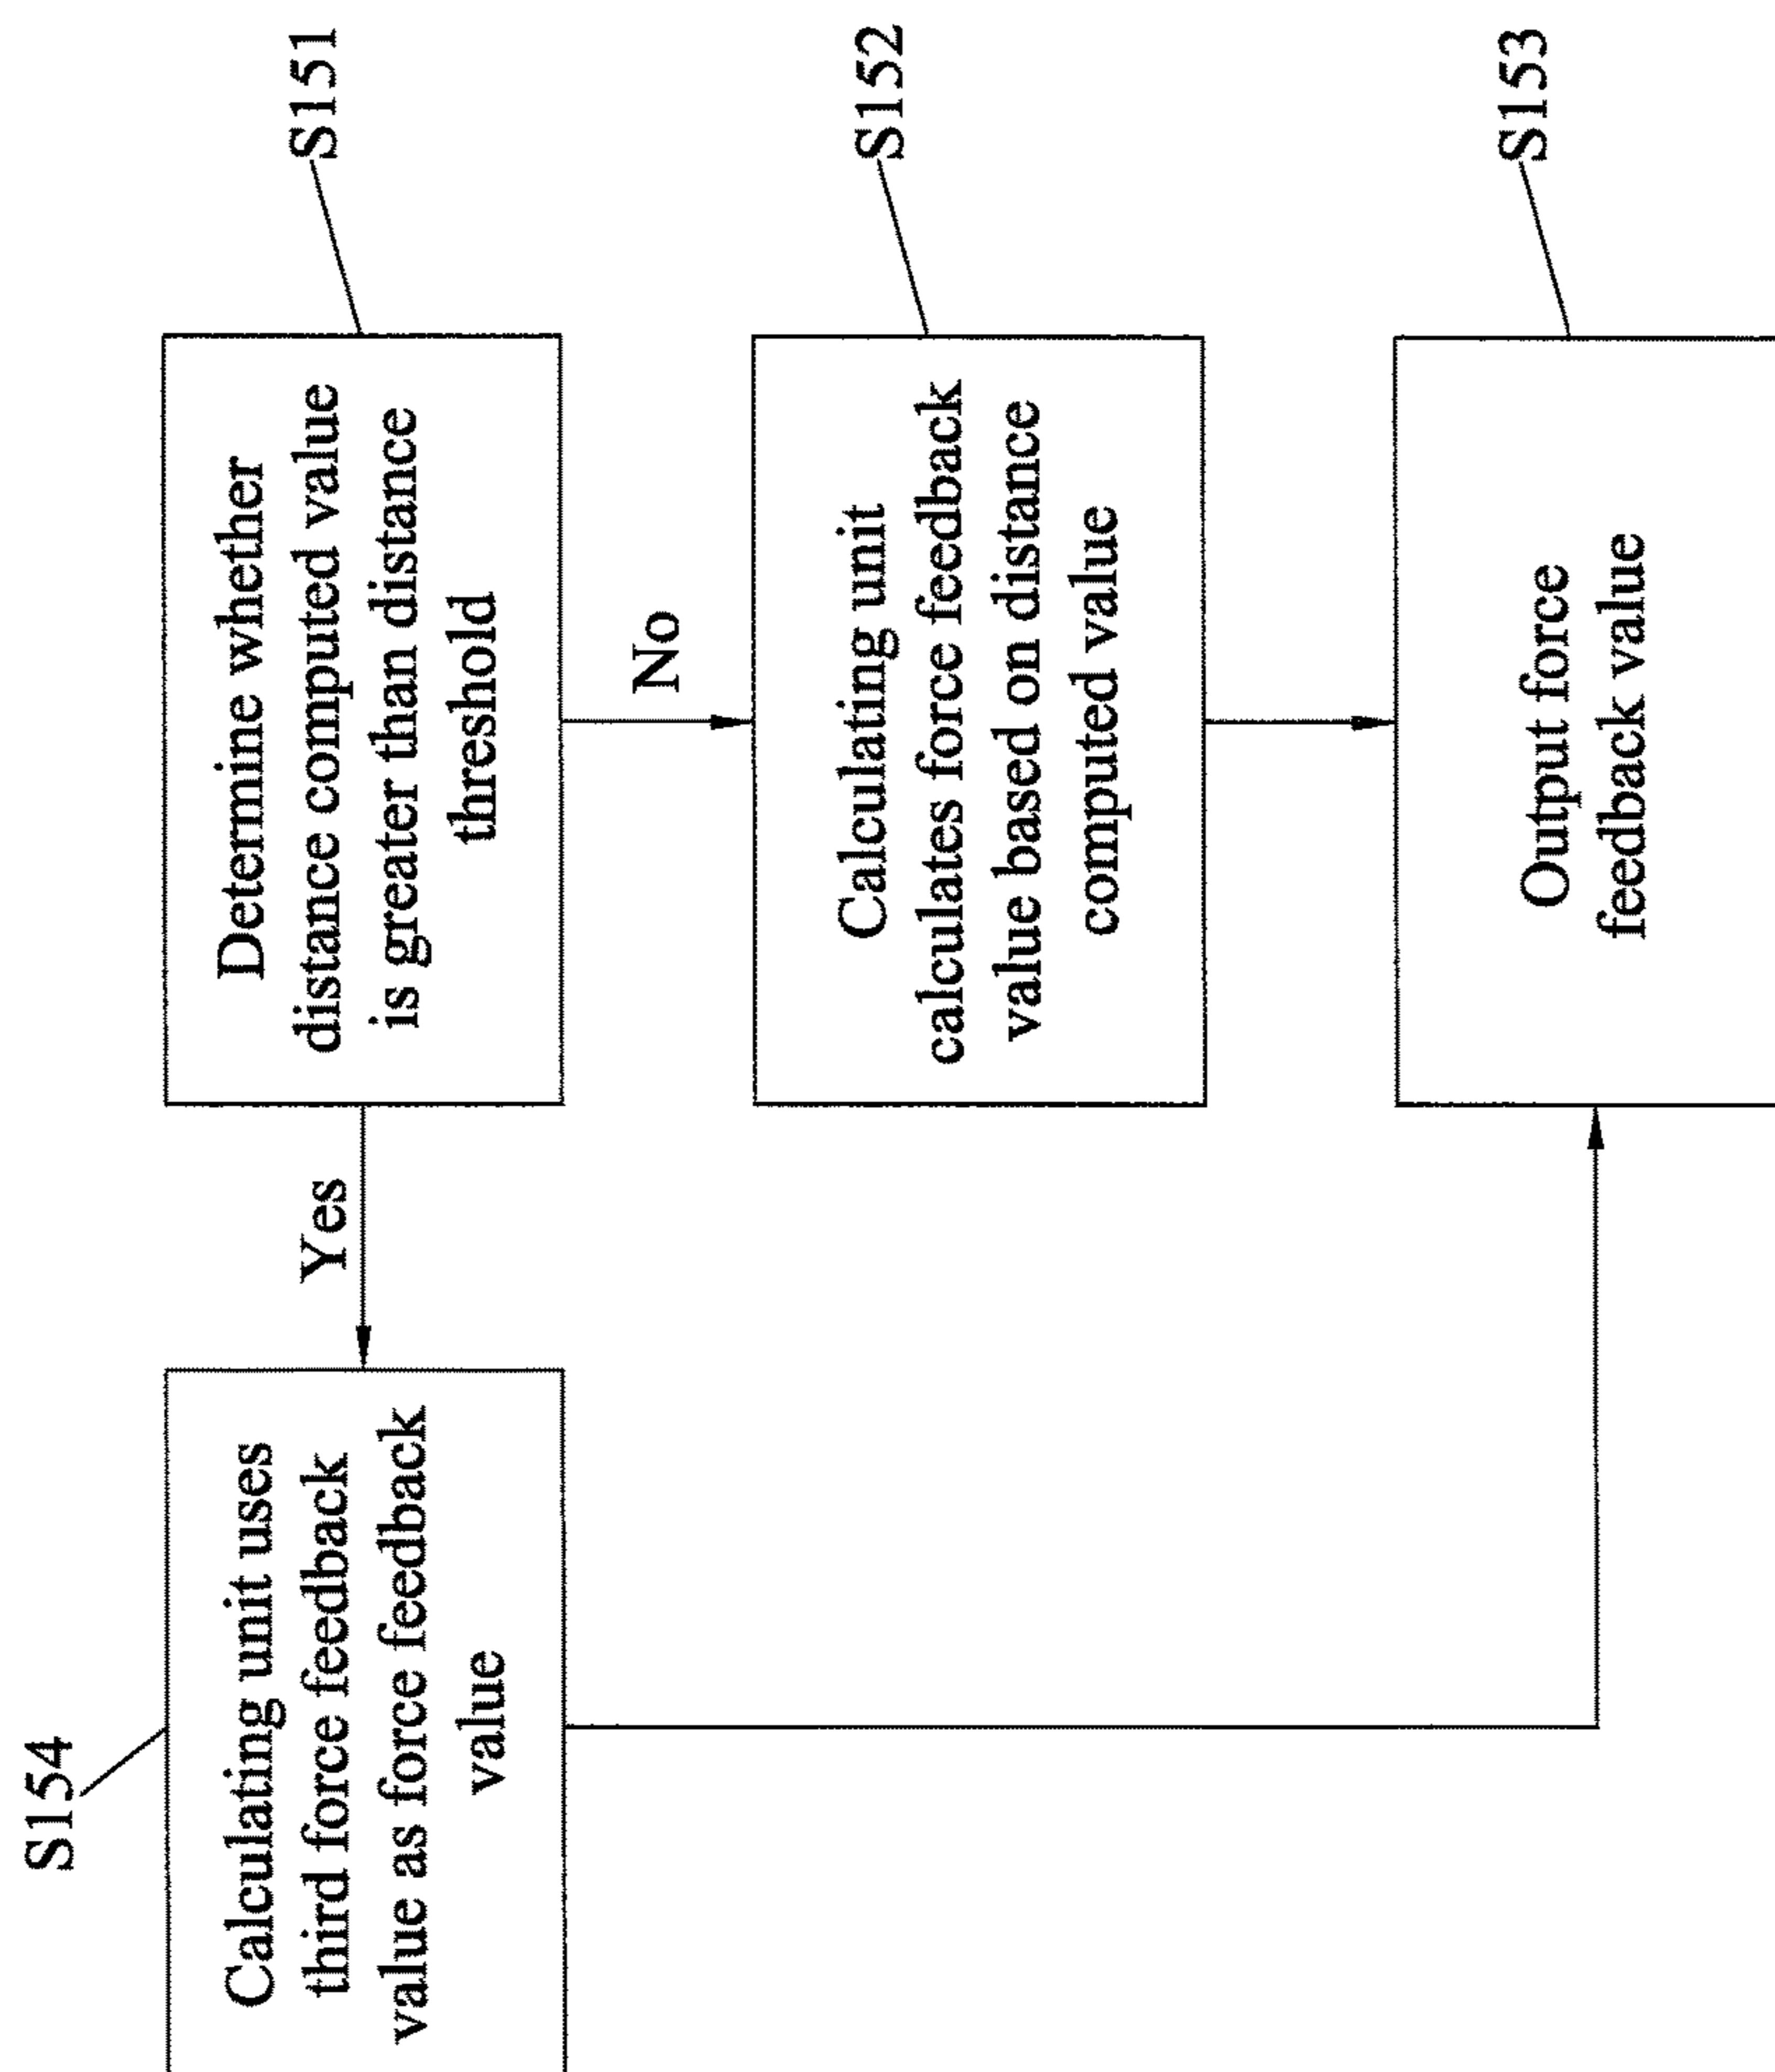 S151
Determine whether
distance computed value
is greater than distance
threshold
Yes
No
S154
Calculating unit uses
third force feedback
value as force feedback
value
S152
Calculating unit
calculates force feedback
value based on distance
computed value
S153
Output force
feedback value